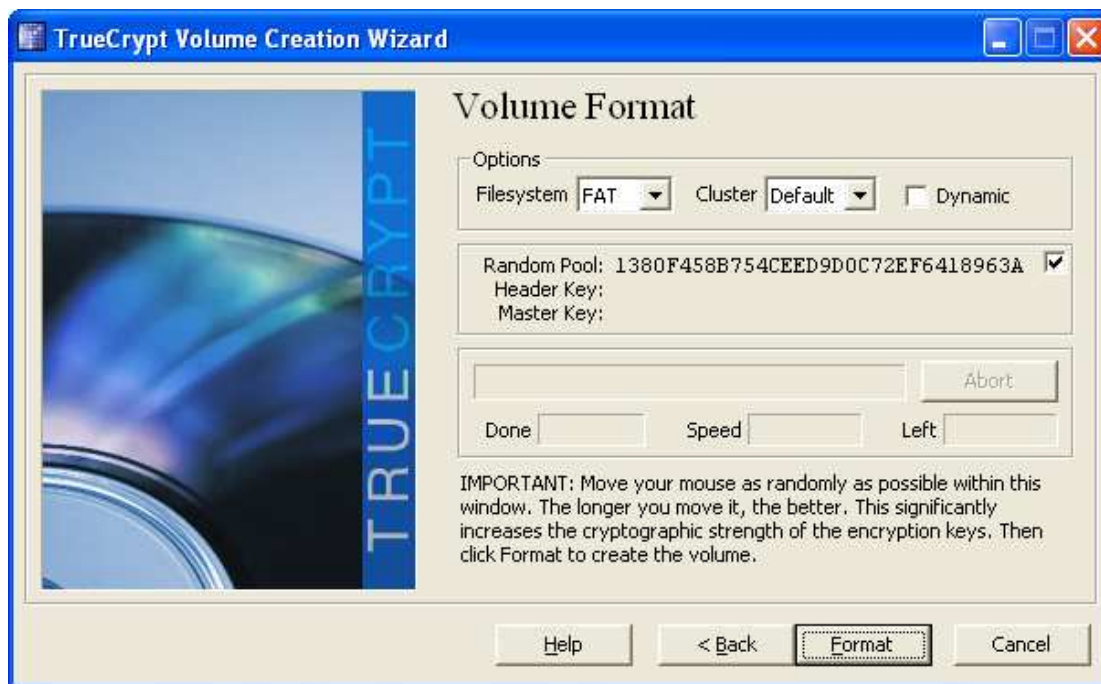 TrueCrypt Volume Creation Wizard
TRUECRYPT
Volume Format
Options
Filesystem FAT Cluster Default Dynamic
Random Pool: 1380F458B754CEED9D0C72EF6418963A
Header Key:
Master Key:
Abort
Done Speed Left
IMPORTANT: Move your mouse as randomly as possible within this
window. The longer you move it, the better. This significantly
increases the cryptographic strength of the encryption keys. Then
click Format to create the volume.
Help < Back Format Cancel